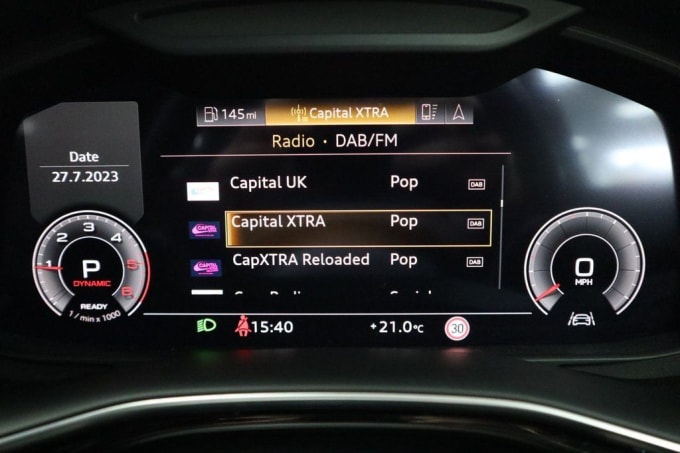 145 mi Capital XTRA
Radio · DAB/FM
Date
27.7.2023
Capital UK Pop DAB
Capital XTRA Pop DAB
CapXTRA Reloaded Pop DAB
1 2 3 4 5 6
P
DYNAMIC
READY
1 / min x 1000
0
MPH
15:40 +21.0°C 30